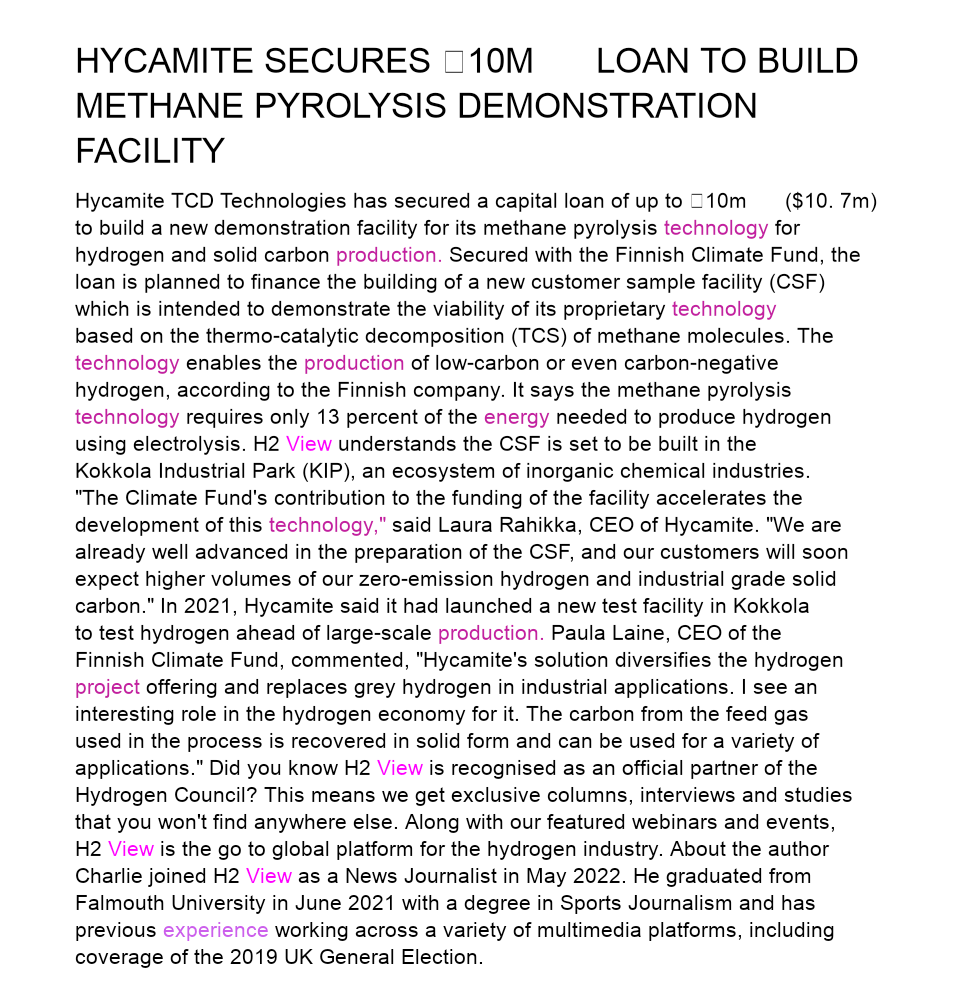 HYCAMITE SECURES □10M LOAN TO BUILD
METHANE PYROLYSIS DEMONSTRATION
FACILITY
Hycamite TCD Technologies has secured a capital loan of up to □10m ($10. 7m)
to build a new demonstration facility for its methane pyrolysis technology for
hydrogen and solid carbon production. Secured with the Finnish Climate Fund, the
loan is planned to finance the building of a new customer sample facility (CSF)
which is intended to demonstrate the viability of its proprietary technology
based on the thermo-catalytic decomposition (TCS) of methane molecules. The
technology enables the production of low-carbon or even carbon-negative
hydrogen, according to the Finnish company. It says the methane pyrolysis
technology requires only 13 percent of the energy needed to produce hydrogen
using electrolysis. H2 View understands the CSF is set to be built in the
Kokkola Industrial Park (KIP), an ecosystem of inorganic chemical industries.
"The Climate Fund's contribution to the funding of the facility accelerates the
development of this technology," said Laura Rahikka, CEO of Hycamite. "We are
already well advanced in the preparation of the CSF, and our customers will soon
expect higher volumes of our zero-emission hydrogen and industrial grade solid
carbon." In 2021, Hycamite said it had launched a new test facility in Kokkola
to test hydrogen ahead of large-scale production. Paula Laine, CEO of the
Finnish Climate Fund, commented, "Hycamite's solution diversifies the hydrogen
project offering and replaces grey hydrogen in industrial applications. I see an
interesting role in the hydrogen economy for it. The carbon from the feed gas
used in the process is recovered in solid form and can be used for a variety of
applications." Did you know H2 View is recognised as an official partner of the
Hydrogen Council? This means we get exclusive columns, interviews and studies
that you won't find anywhere else. Along with our featured webinars and events,
H2 View is the go to global platform for the hydrogen industry. About the author
Charlie joined H2 View as a News Journalist in May 2022. He graduated from
Falmouth University in June 2021 with a degree in Sports Journalism and has
previous experience working across a variety of multimedia platforms, including
coverage of the 2019 UK General Election.